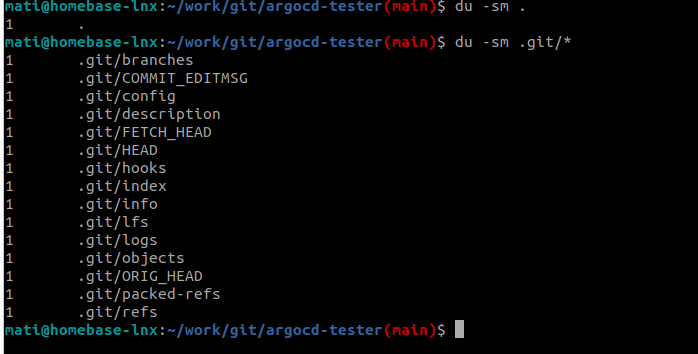 mati@homebase-lnx:~/work/git/argocd-tester(main)$ du -sm .
1       .
mati@homebase-lnx:~/work/git/argocd-tester(main)$ du -sm .git/*
1       .git/branches
1       .git/COMMIT_EDITMSG
1       .git/config
1       .git/description
1       .git/FETCH_HEAD
1       .git/HEAD
1       .git/hooks
1       .git/index
1       .git/info
1       .git/lfs
1       .git/logs
1       .git/objects
1       .git/ORIG_HEAD
1       .git/packed-refs
1       .git/refs
mati@homebase-lnx:~/work/git/argocd-tester(main)$